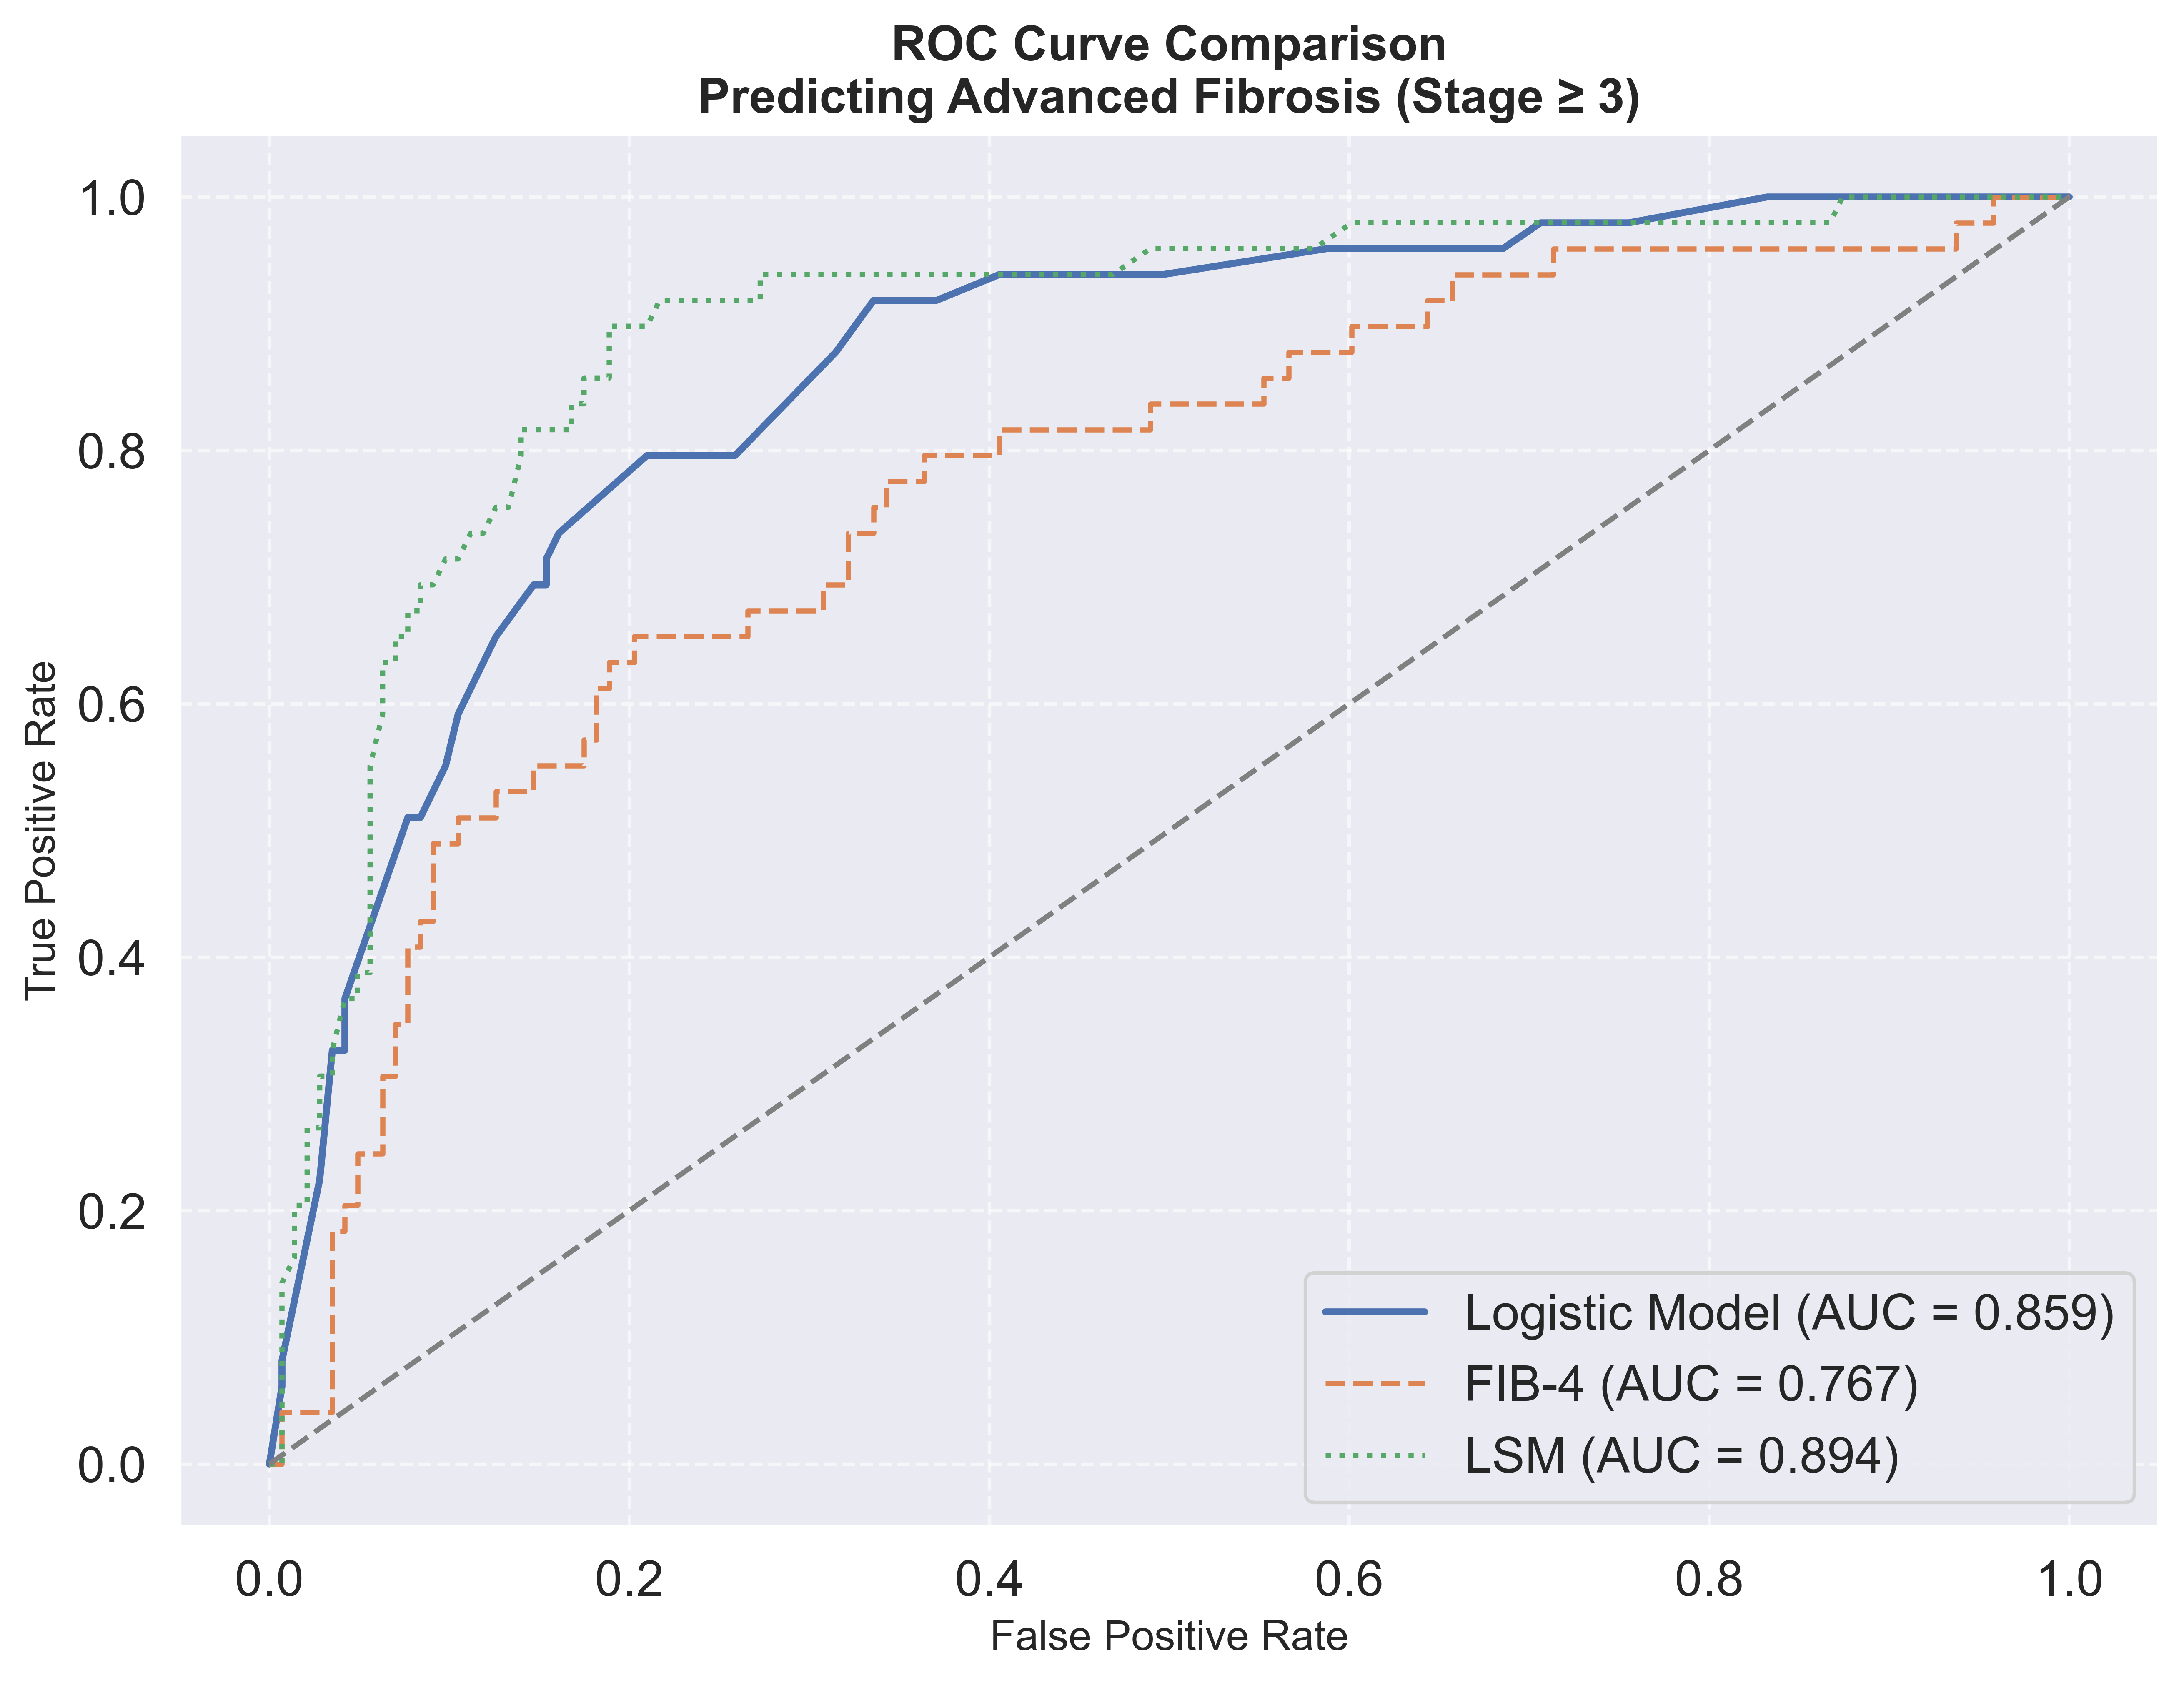 ROC Curve Comparison
Predicting Advanced Fibrosis (Stage ≥ 3)
1.0
0.8
0.6
0.4
0.2
0.0
True Positive Rate
Logistic Model (AUC = 0.859)
FIB-4 (AUC = 0.767)
LSM (AUC = 0.894)
0.0 0.2 0.4 0.6 0.8 1.0
False Positive Rate